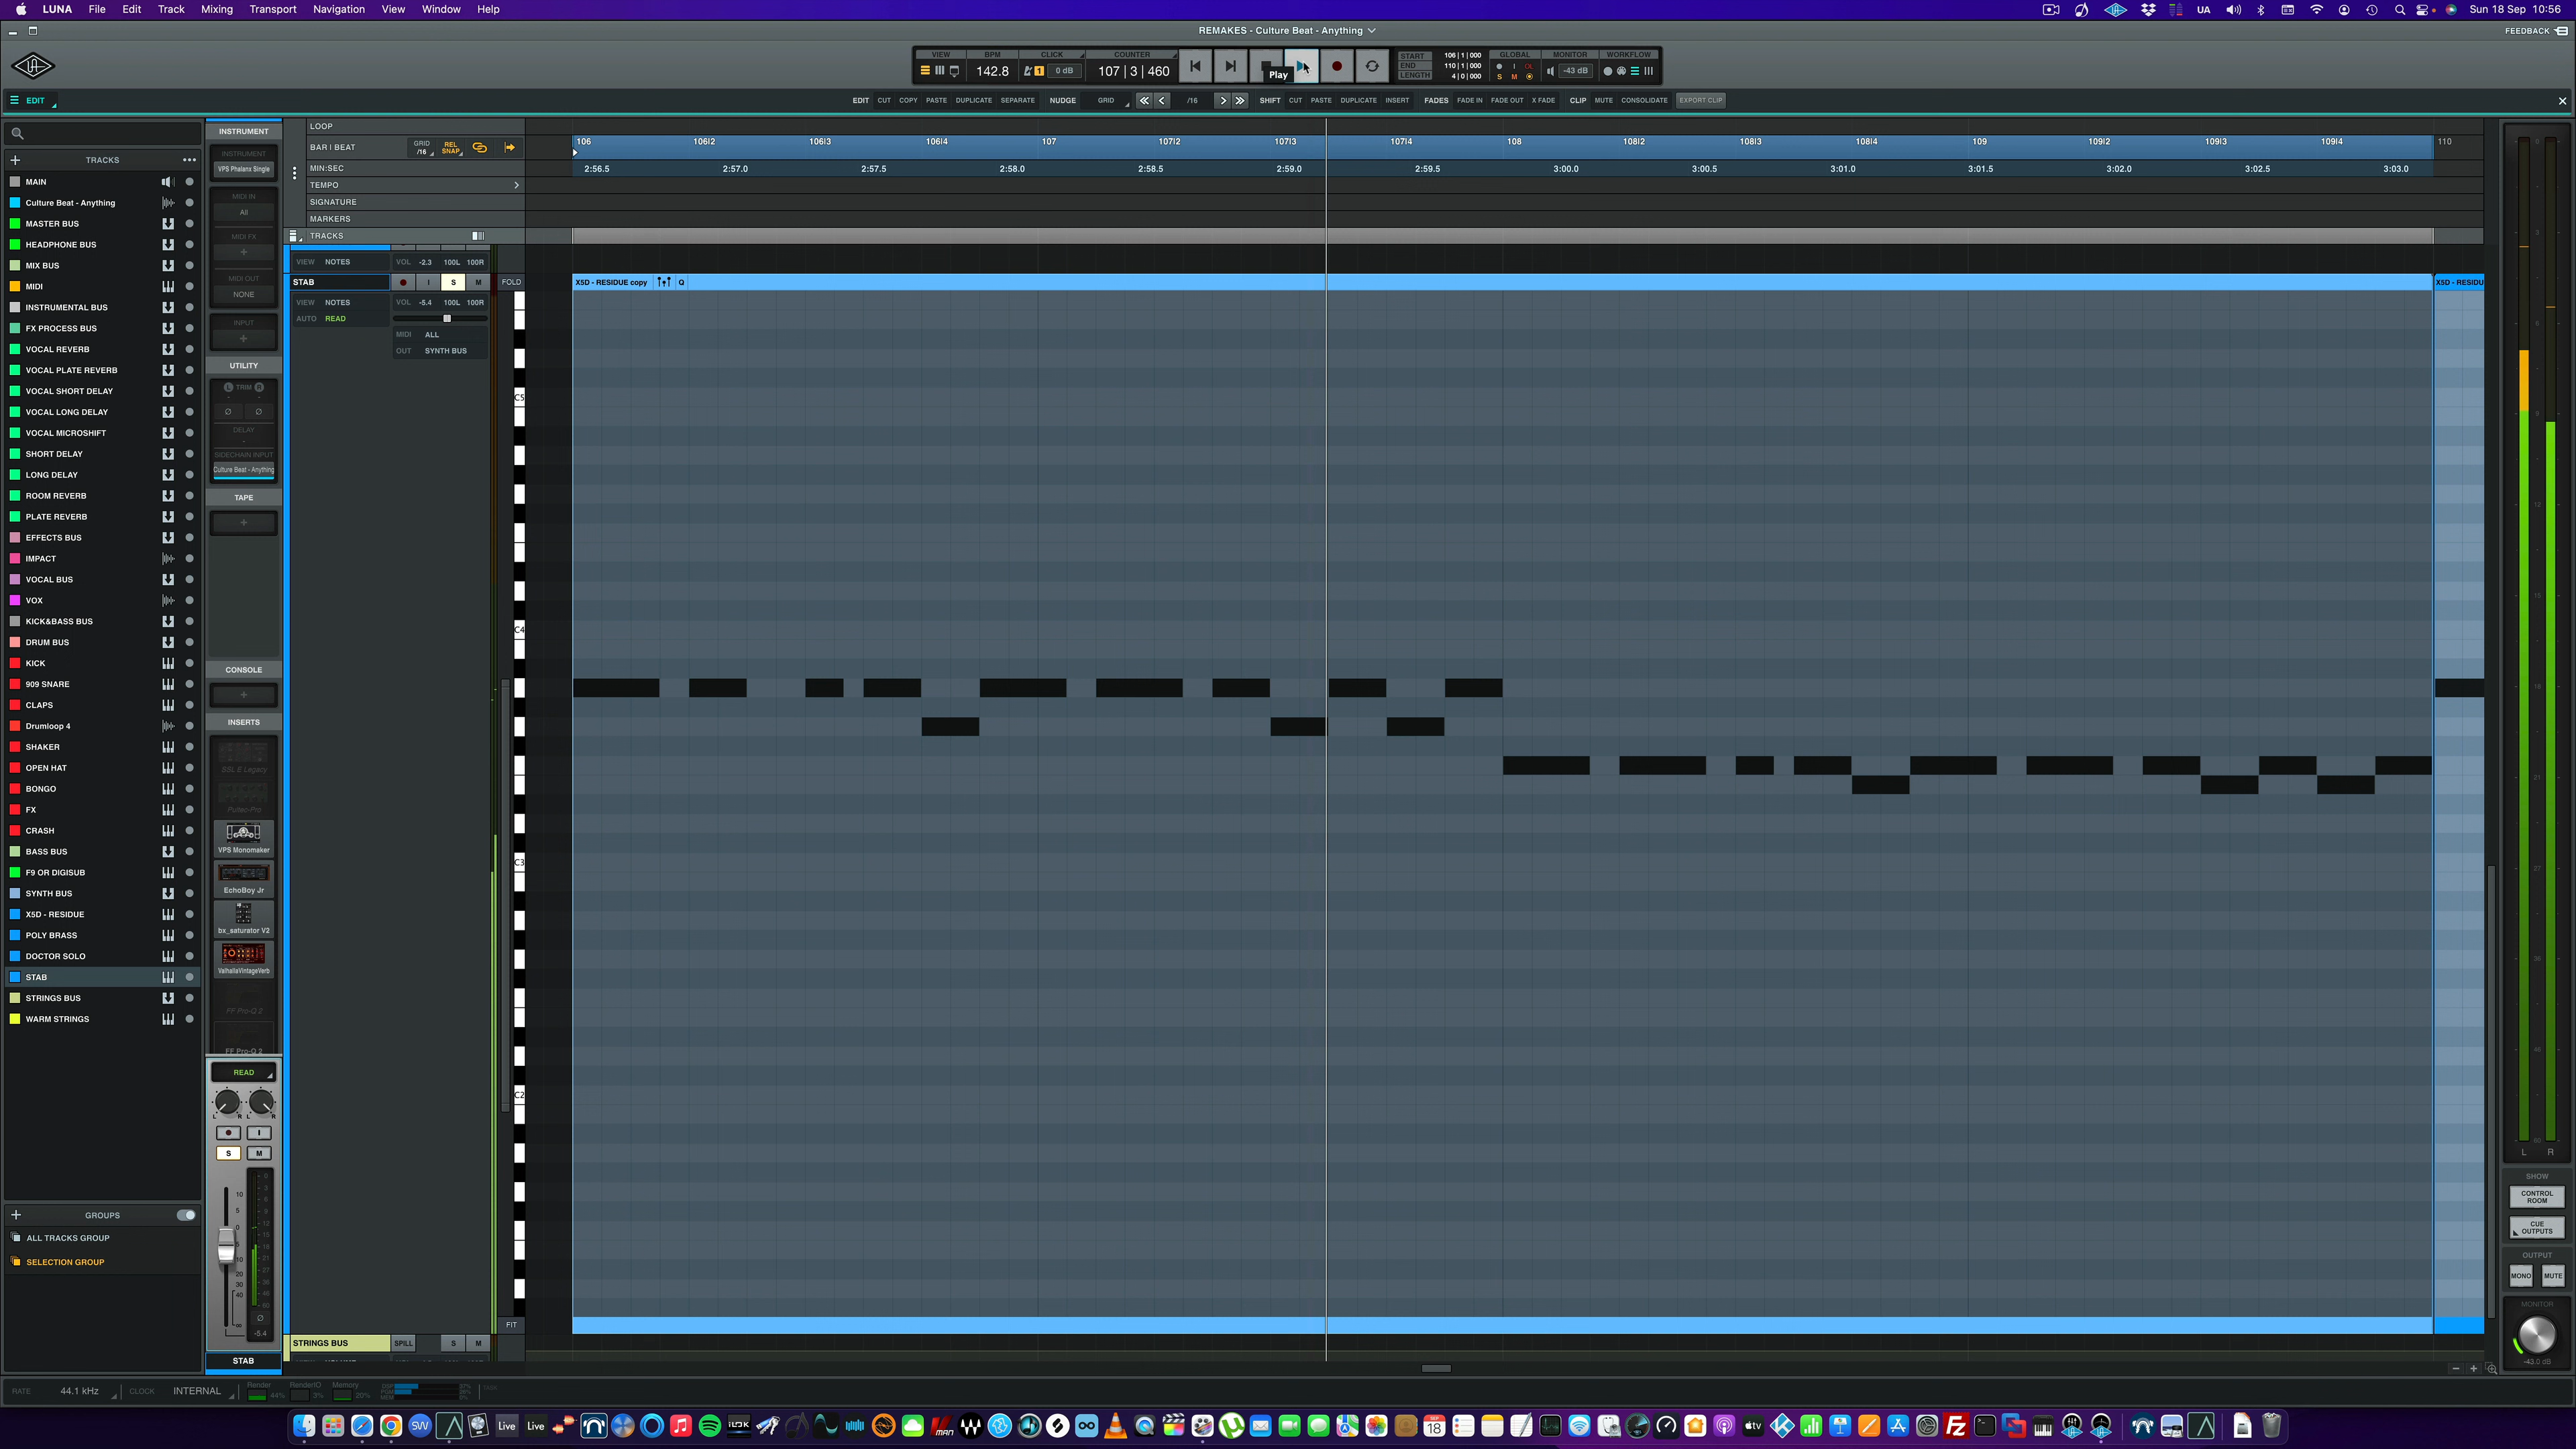 LUNA File Edit Track Mixing Transport Navigation View Window Help
UA Sun 18 Sep 10:56
REMAKES - Culture Beat - Anything
FEEDBACK
VIEW BPM CLICK COUNTER
142.8 1 0 dB 107 | 3 | 460
Play
START 106 | 1 | 000
END 110 | 1 | 000
LENGTH 4 | 0 | 000
GLOBAL MONITOR WORKFLOW
I OL
S M
-43 dB
EDIT
EDIT CUT COPY PASTE DUPLICATE SEPARATE NUDGE GRID /16 SHIFT CUT PASTE DUPLICATE INSERT FADES FADE IN FADE OUT X FADE CLIP MUTE CONSOLIDATE EXPORT CLIP
TRACKS
MAIN
Culture Beat - Anything
MASTER BUS
HEADPHONE BUS
MIX BUS
MIDI
INSTRUMENTAL BUS
FX PROCESS BUS
VOCAL REVERB
VOCAL PLATE REVERB
VOCAL SHORT DELAY
VOCAL LONG DELAY
VOCAL MICROSHIFT
SHORT DELAY
LONG DELAY
ROOM REVERB
PLATE REVERB
EFFECTS BUS
IMPACT
VOCAL BUS
VOX
KICK&BASS BUS
DRUM BUS
KICK
909 SNARE
CLAPS
Drumloop 4
SHAKER
OPEN HAT
BONGO
FX
CRASH
BASS BUS
F9 OR DIGISUB
SYNTH BUS
X5D - RESIDUE
POLY BRASS
DOCTOR SOLO
STAB
STRINGS BUS
WARM STRINGS
GROUPS
ALL TRACKS GROUP
SELECTION GROUP
INSTRUMENT
INSTRUMENT
VPS Phalanx Single
MIDI IN
All
MIDI FX
+
MIDI OUT
NONE
INPUT
+
UTILITY
L TRIM R
DELAY
SIDECHAIN INPUT
Culture Beat - Anything
TAPE
+
CONSOLE
+
INSERTS
SSL E Legacy
Pultec-Pro
VPS Monomaker
EchoBoy Jr
bx_saturator V2
ValhallaVintageVerb
FF Pro-Q 2
FF Pro-Q 2
READ
L R L R
I
S M
-5.4
STAB
LOOP
BAR | BEAT GRID /16 REL SNAP
MIN:SEC
TEMPO
SIGNATURE
MARKERS
TRACKS
106 106|2 106|3 106|4 107 107|2 107|3 107|4 108 108|2 108|3 108|4 109 109|2 109|3 109|4 110
2:56.5 2:57.0 2:57.5 2:58.0 2:58.5 2:59.0 2:59.5 3:00.0 3:00.5 3:01.0 3:01.5 3:02.0 3:02.5 3:03.0
VIEW NOTES VOL -2.3 100L 100R
STAB I S M FOLD
VIEW NOTES VOL -5.4 100L 100R
AUTO READ
MIDI ALL
OUT SYNTH BUS
X5D - RESIDUE copy Q
X5D - RESIDU
C5
C4
C3
C2
FIT
STRINGS BUS SPILL S M
L R
SHOW
CONTROL ROOM
CUE OUTPUTS
OUTPUT
MONO MUTE
MONITOR
-43.0 dB
RATE 44.1 kHz CLOCK INTERNAL
Render 44% RenderIO 3% Memory 20%